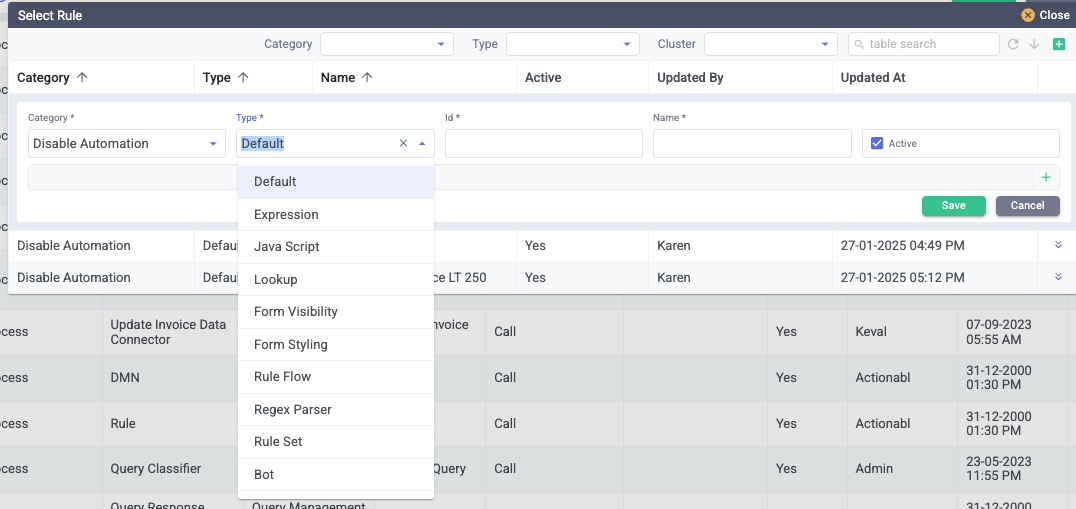 Select Rule
Close
Category
Type
Cluster
table search
Category
Type
Name
Active
Updated By
Updated At
Category *
Type *
Id *
Name *
Disable Automation
Default
Active
Default
Expression
Java Script
Lookup
Form Visibility
Form Styling
Rule Flow
Regex Parser
Rule Set
Bot
Save
Cancel
Disable Automation
Defau
Yes
Karen
27-01-2025 04:49 PM
Disable Automation
Defau
ce LT 250
Yes
Karen
27-01-2025 05:12 PM
ocess
Update Invoice Data
Connector
nvoice
Call
Yes
Keval
07-09-2023
05:55 AM
ocess
DMN
Call
Yes
Actionabl
31-12-2000
01:30 PM
ocess
Rule
Call
Yes
Actionabl
31-12-2000
01:30 PM
ocess
Query Classifier
Query
Call
Yes
Admin
23-05-2023
11:55 PM
Query Response
Query Management
31-12-2000